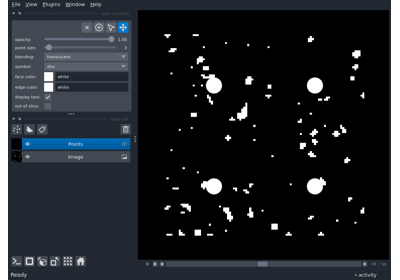 File View Plugins Window Help
opacity: 1.00
point size: 3
blending: translucent
symbol: disc
face color: white
edge color: white
display text: ✓
out of slice:
Points
Image
0
Ready
activity